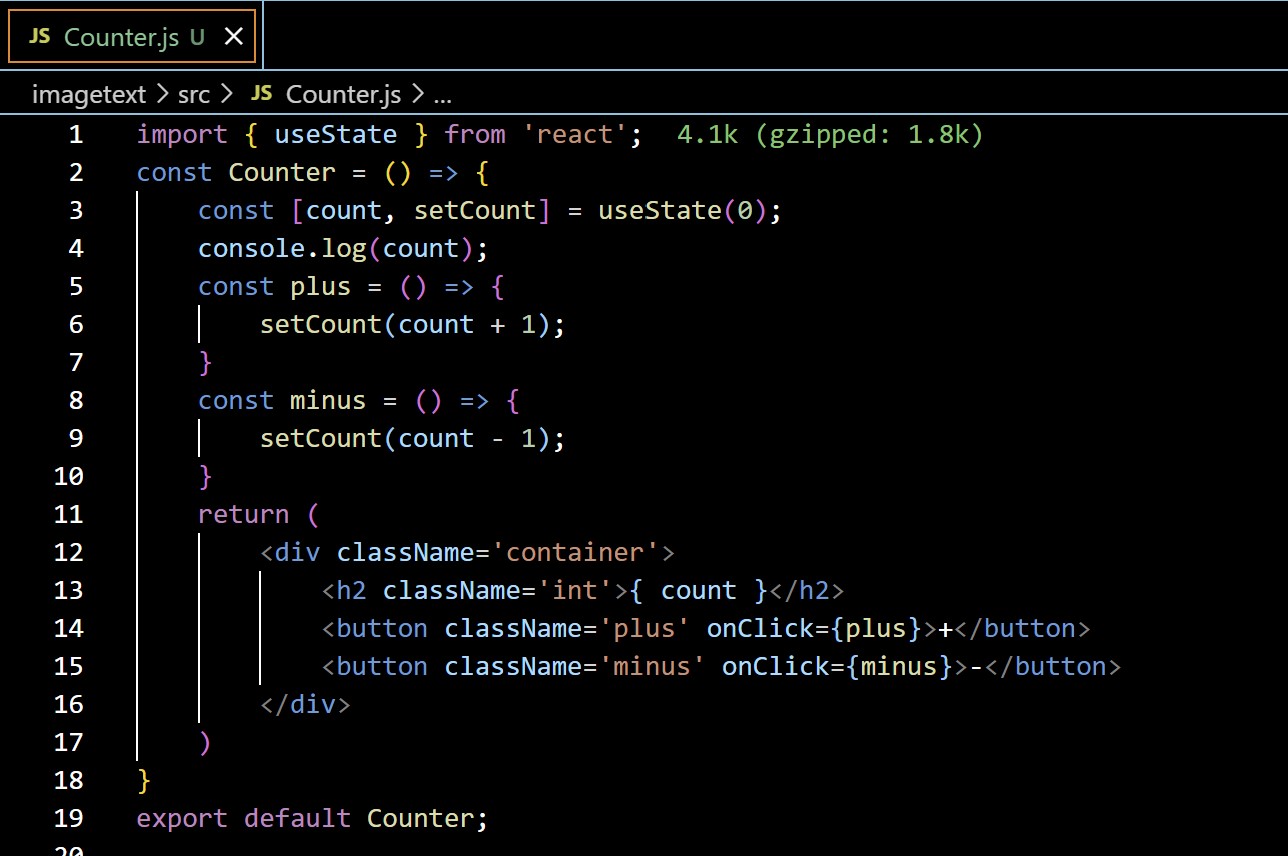 JS Counter.js U ×
imagetext > src > JS Counter.js > ...
1 import { useState } from 'react'; 4.1k (gzipped: 1.8k)
2 const Counter = () => {
3     const [count, setCount] = useState(0);
4     console.log(count);
5     const plus = () => {
6         setCount(count + 1);
7     }
8     const minus = () => {
9         setCount(count - 1);
10     }
11     return (
12         <div className='container'>
13             <h2 className='int'>{ count }</h2>
14             <button className='plus' onClick={plus}>+</button>
15             <button className='minus' onClick={minus}>-</button>
16         </div>
17     )
18 }
19 export default Counter;
20